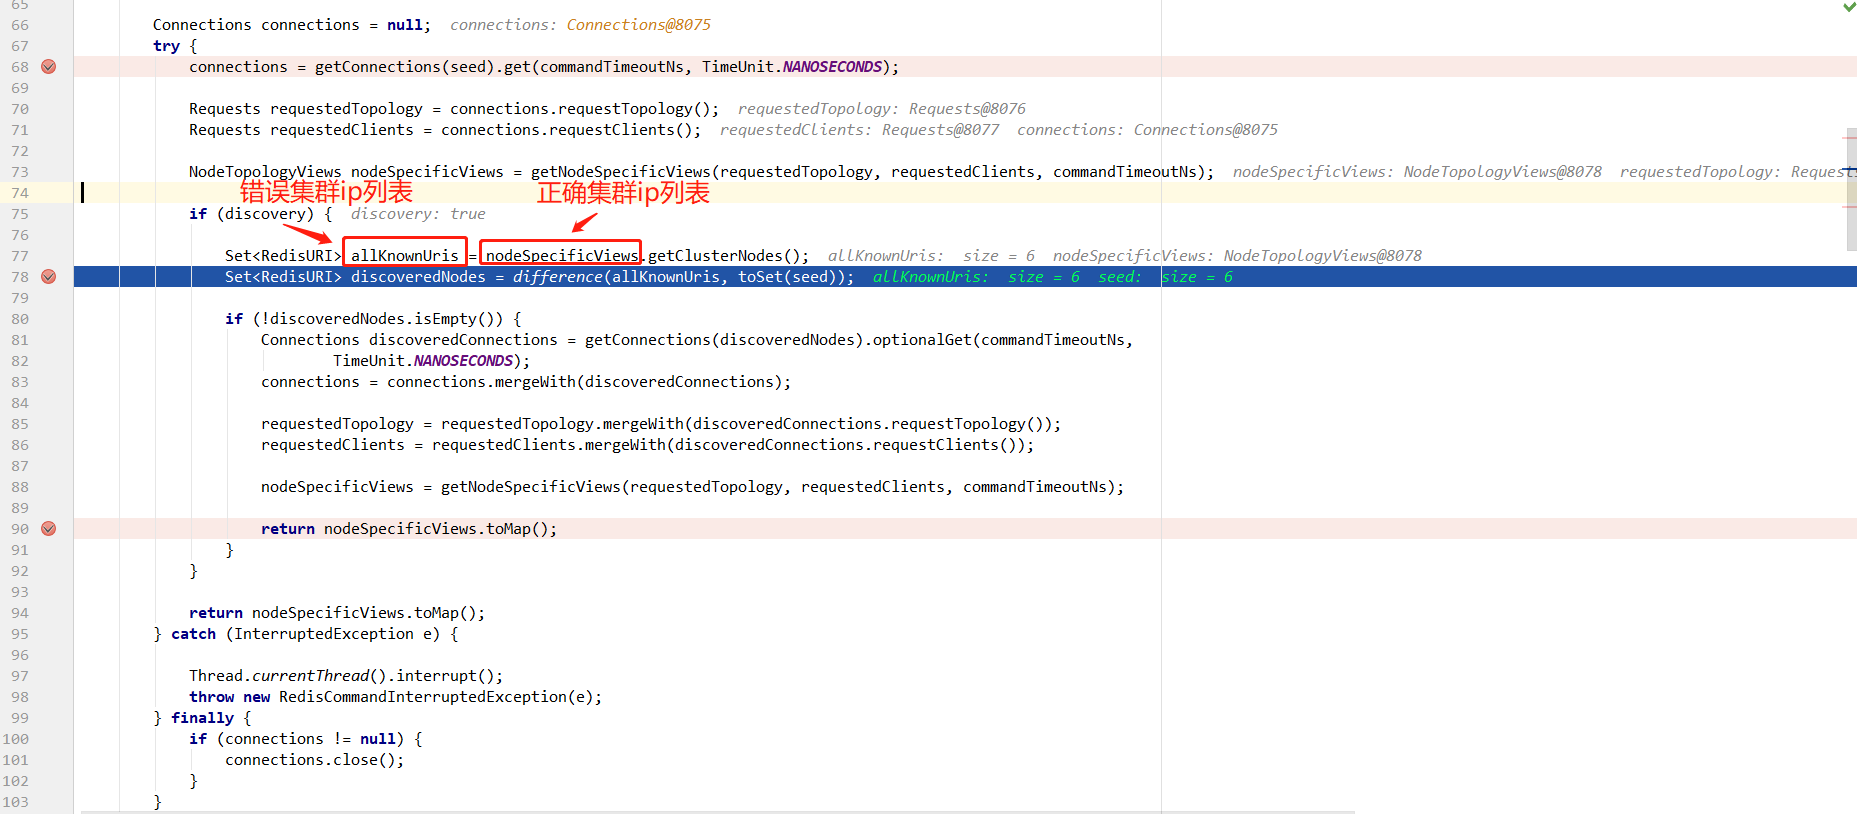 65
66 Connections connections = null; connections: Connections@8075
67 try {
68 connections = getConnections(seed).get(commandTimeoutNs, TimeUnit.NANOSECONDS);
69
70 Requests requestedTopology = connections.requestTopology(); requestedTopology: Requests@8076
71 Requests requestedClients = connections.requestClients(); requestedClients: Requests@8077 connections: Connections@8075
72
73 NodeTopologyViews nodeSpecificViews = getNodeSpecificViews(requestedTopology, requestedClients, commandTimeoutNs); nodeSpecificViews: NodeTopologyViews@8078 requestedTopology: Requests
错误集群ip列表 正确集群ip列表
74
75 if (discovery) { discovery: true
76
77 Set<RedisURI> allKnownUris = nodeSpecificViews.getClusterNodes(); allKnownUris: size = 6 nodeSpecificViews: NodeTopologyViews@8078
78 Set<RedisURI> discoveredNodes = difference(allKnownUris, toSet(seed)); allKnownUris: size = 6 seed: size = 6
79
80 if (!discoveredNodes.isEmpty()) {
81 Connections discoveredConnections = getConnections(discoveredNodes).optionalGet(commandTimeoutNs,
82 TimeUnit.NANOSECONDS);
83 connections = connections.mergeWith(discoveredConnections);
84
85 requestedTopology = requestedTopology.mergeWith(discoveredConnections.requestTopology());
86 requestedClients = requestedClients.mergeWith(discoveredConnections.requestClients());
87
88 nodeSpecificViews = getNodeSpecificViews(requestedTopology, requestedClients, commandTimeoutNs);
89
90 return nodeSpecificViews.toMap();
91 }
92 }
93
94 return nodeSpecificViews.toMap();
95 } catch (InterruptedException e) {
96
97 Thread.currentThread().interrupt();
98 throw new RedisCommandInterruptedException(e);
99 } finally {
100 if (connections != null) {
101 connections.close();
102 }
103 }